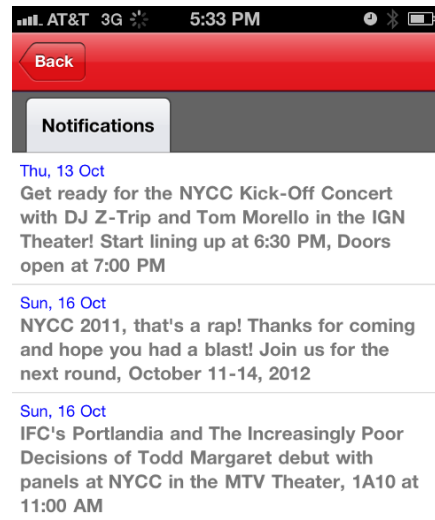 AT&T 3G 5:33 PM
Back
Notifications
Thu, 13 Oct
Get ready for the NYCC Kick-Off Concert
with DJ Z-Trip and Tom Morello in the IGN
Theater! Start lining up at 6:30 PM, Doors
open at 7:00 PM
Sun, 16 Oct
NYCC 2011, that's a rap! Thanks for coming
and hope you had a blast! Join us for the
next round, October 11-14, 2012
Sun, 16 Oct
IFC's Portlandia and The Increasingly Poor
Decisions of Todd Margaret debut with
panels at NYCC in the MTV Theater, 1A10 at
11:00 AM